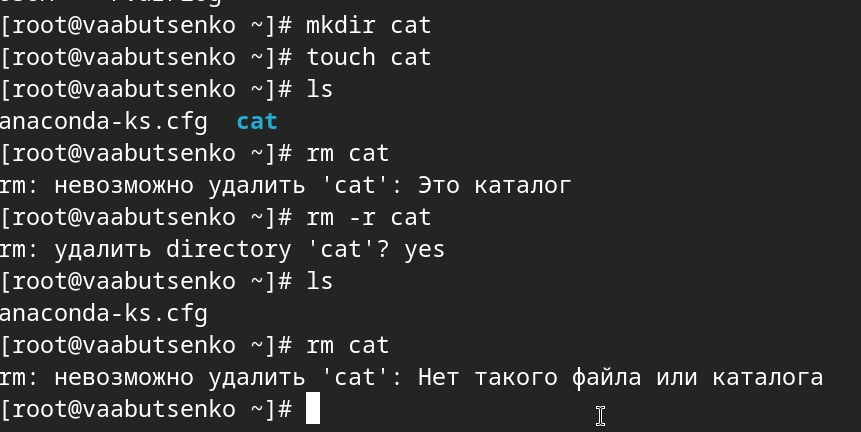 [root@vaabutsenko ~]# mkdir cat
[root@vaabutsenko ~]# touch cat
[root@vaabutsenko ~]# ls
anaconda-ks.cfg  cat
[root@vaabutsenko ~]# rm cat
rm: невозможно удалить 'cat': Это каталог
[root@vaabutsenko ~]# rm -r cat
rm: удалить directory 'cat'? yes
[root@vaabutsenko ~]# ls
anaconda-ks.cfg
[root@vaabutsenko ~]# rm cat
rm: невозможно удалить 'cat': Нет такого файла или каталога
[root@vaabutsenko ~]#